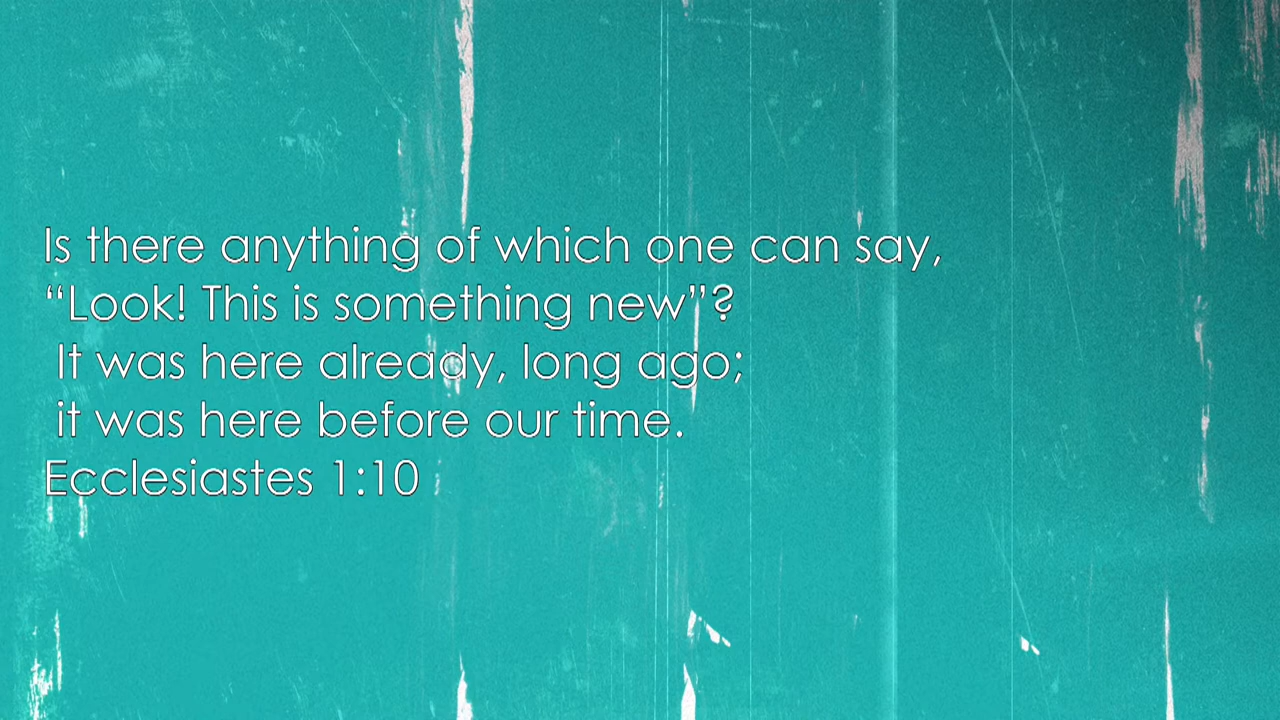 Is there anything of which one can say,
“Look! This is something new”?
It was here already, long ago;
it was here before our time.
Ecclesiastes 1:10